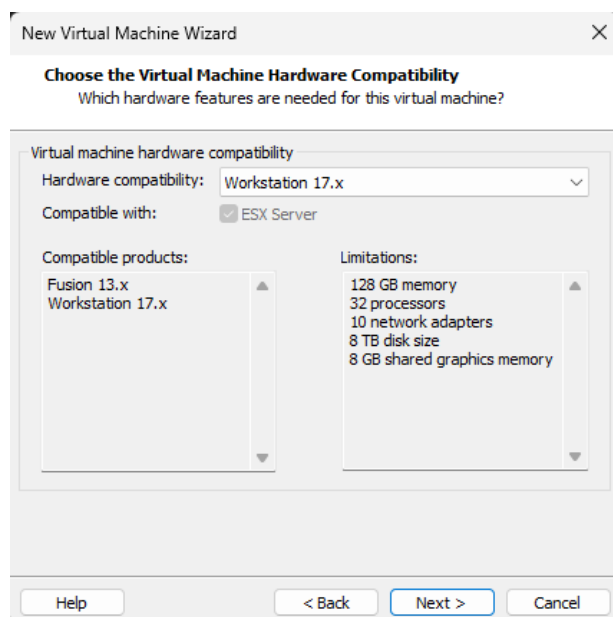 New Virtual Machine Wizard
Choose the Virtual Machine Hardware Compatibility
Which hardware features are needed for this virtual machine?
Virtual machine hardware compatibility
Hardware compatibility: Workstation 17.x
Compatible with: ESX Server
Compatible products:
Fusion 13.x
Workstation 17.x
Limitations:
128 GB memory
32 processors
10 network adapters
8 TB disk size
8 GB shared graphics memory
Help < Back Next > Cancel